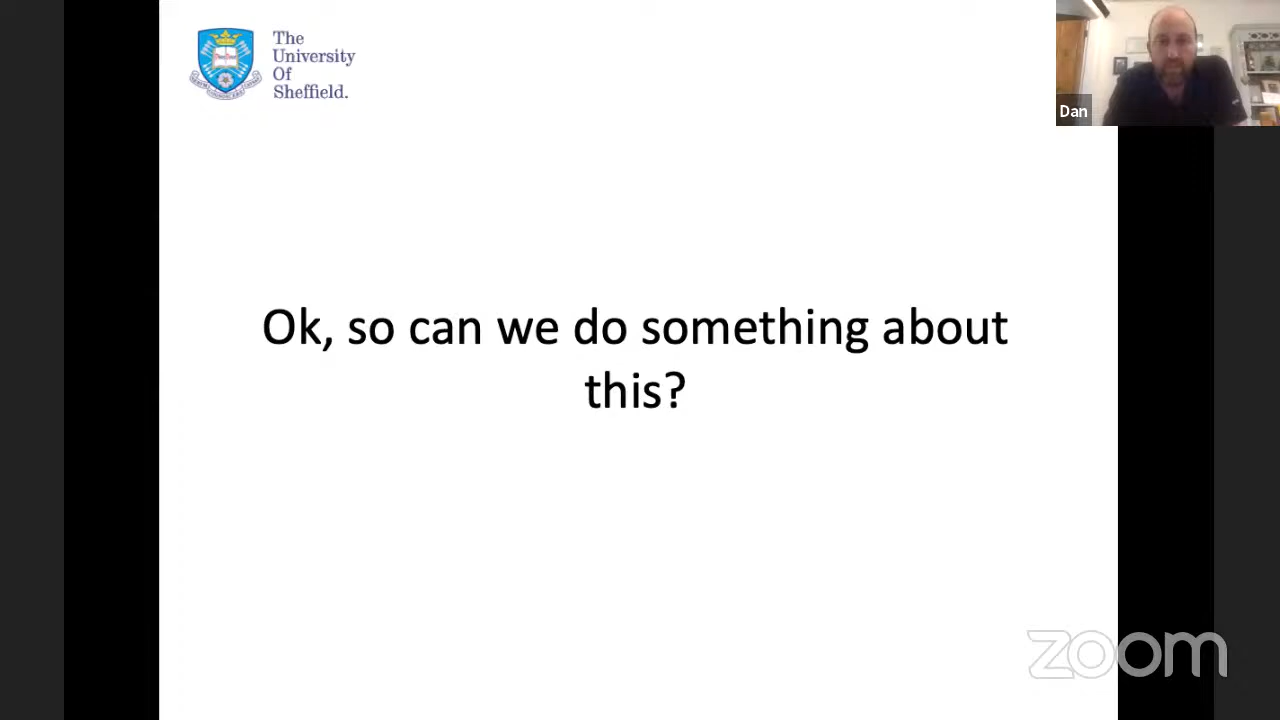 The
University
Of
Sheffield.
Dan
Ok, so can we do something about
this?
zoom